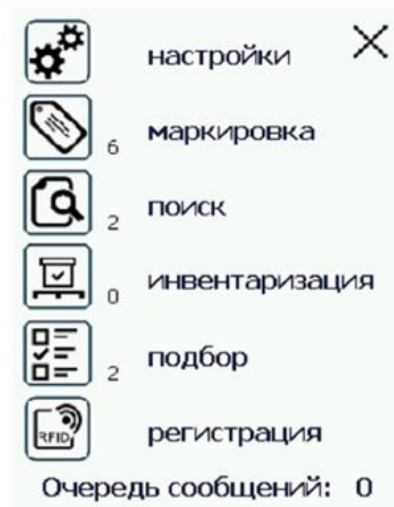 настройки
маркировка
6
поиск
2
инвентаризация
0
подбор
2
RFID
регистрация
Очередь сообщений: 0